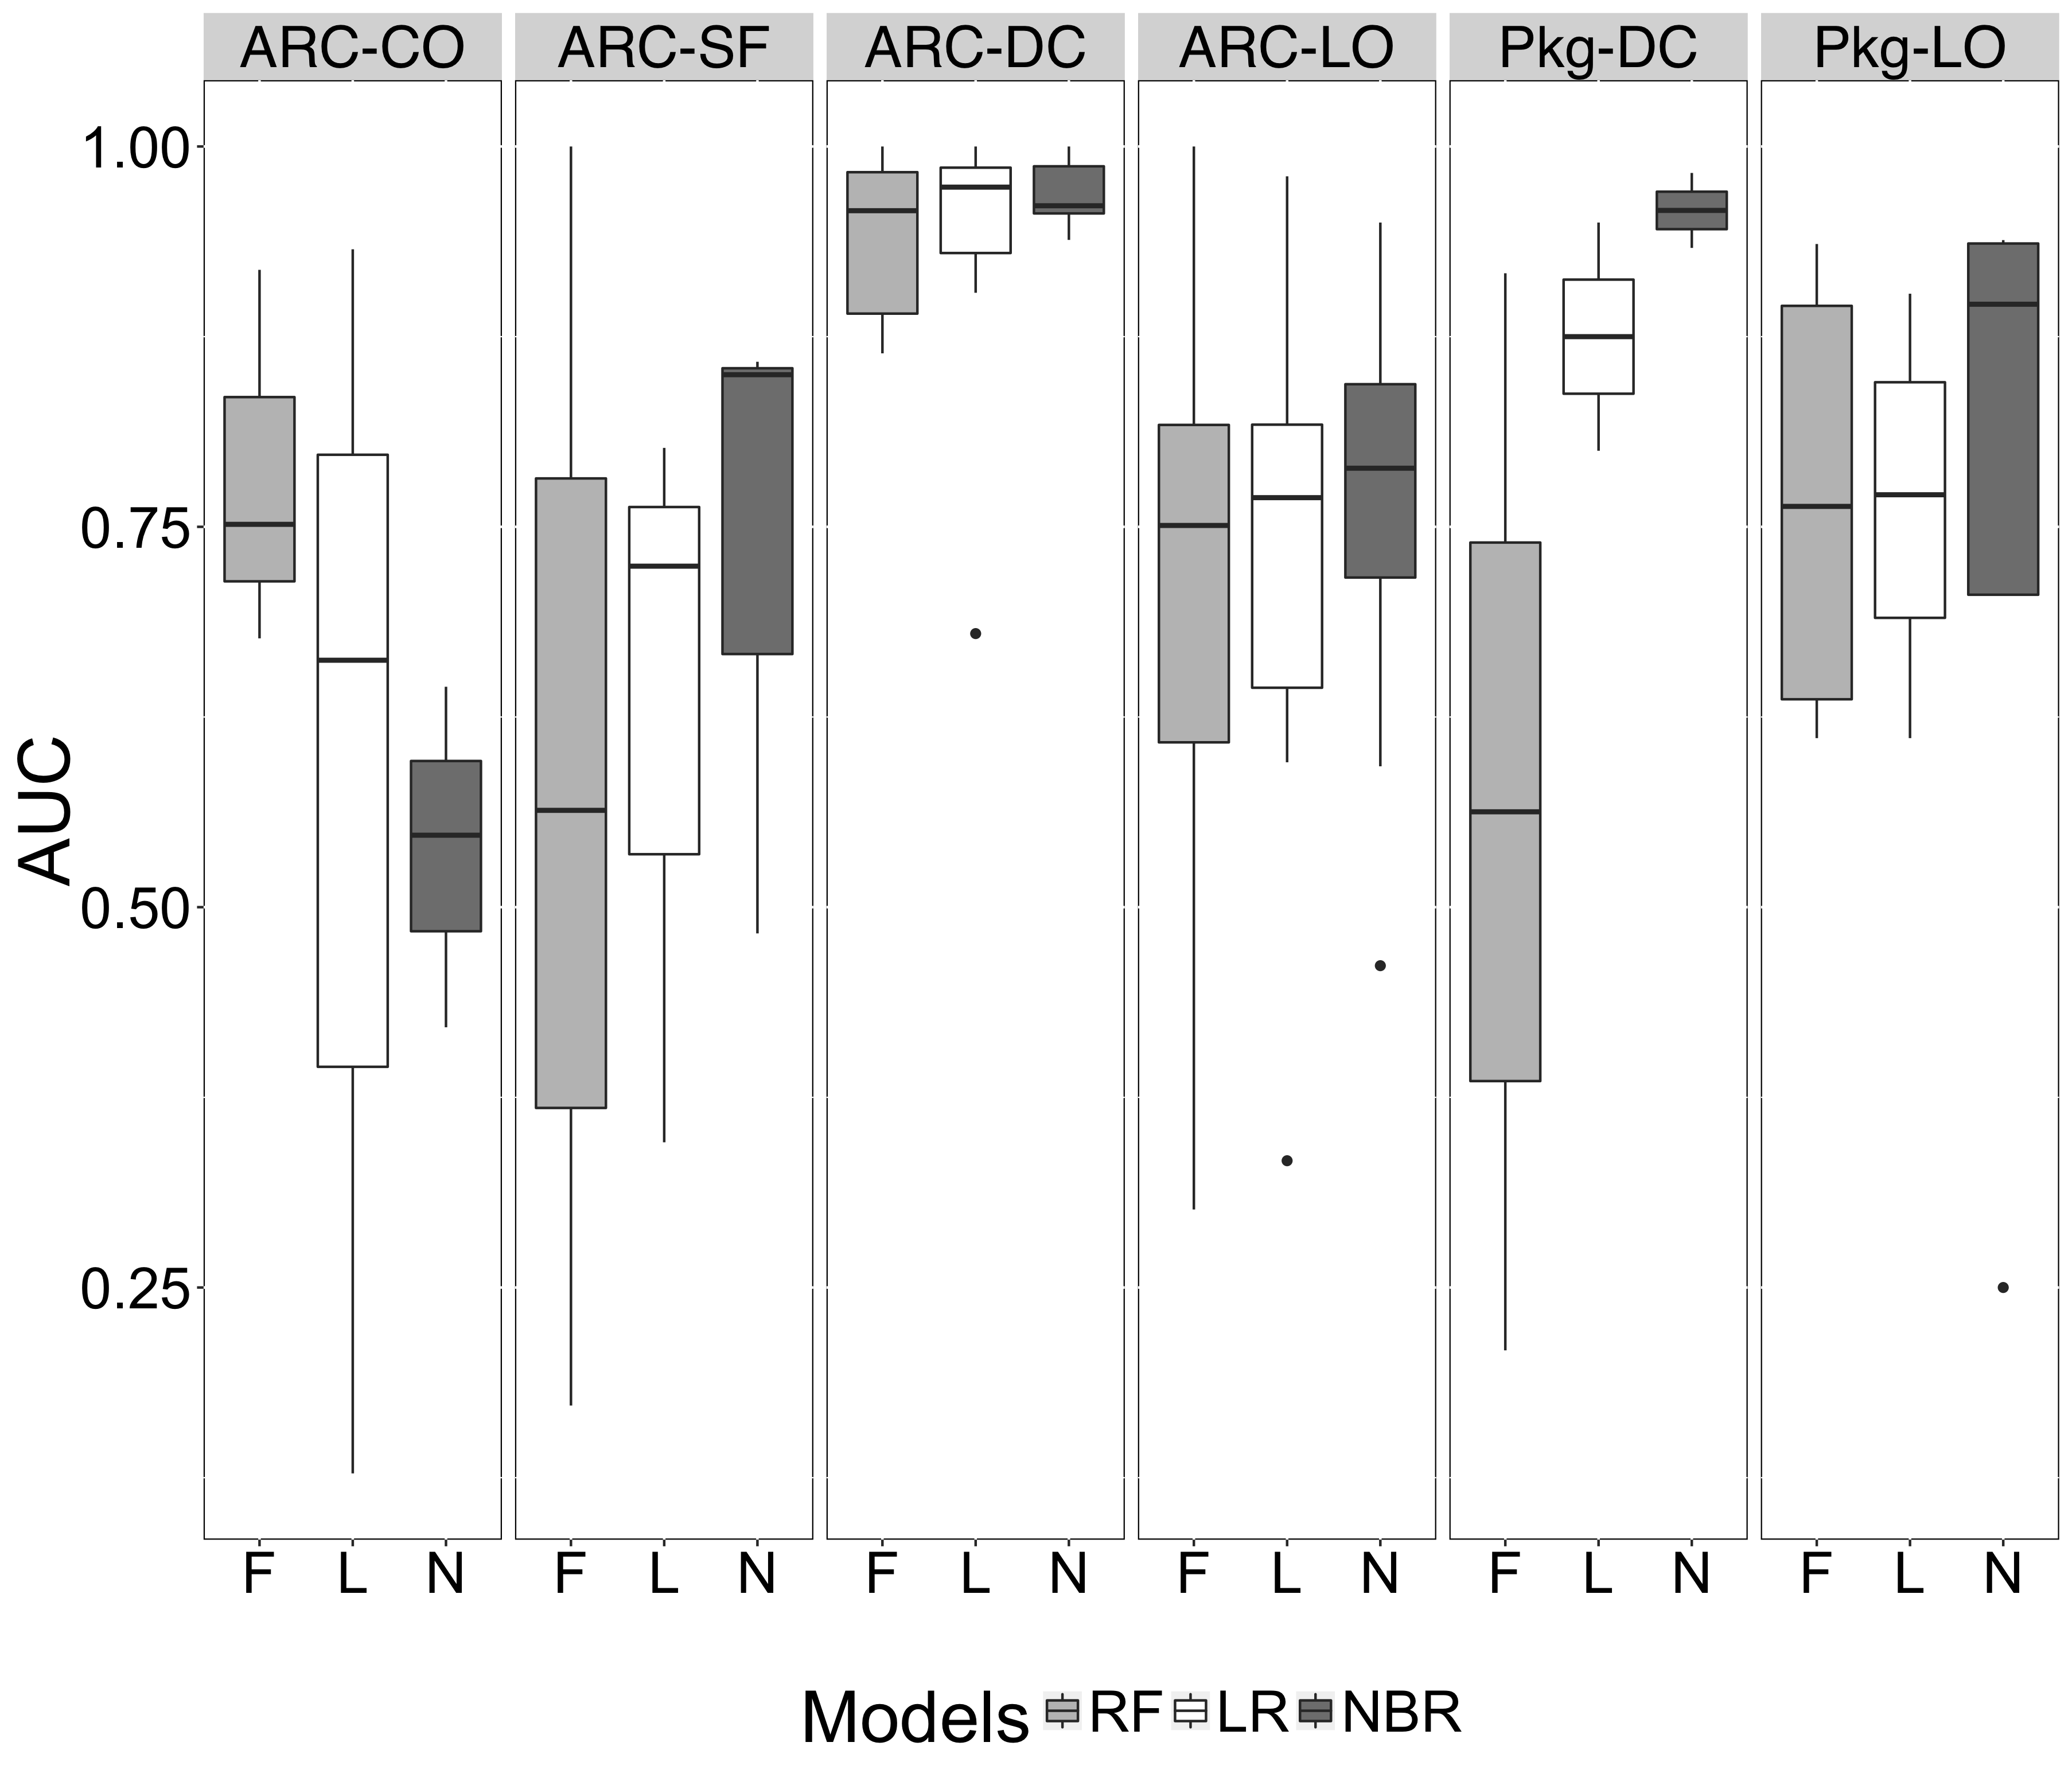 ARC-CO ARC-SF ARC-DC ARC-LO Pkg-DC Pkg-LO
1.00
0.75
0.50
0.25
AUC
F L N F L N F L N F L N F L N F L N
Models RF LR NBR